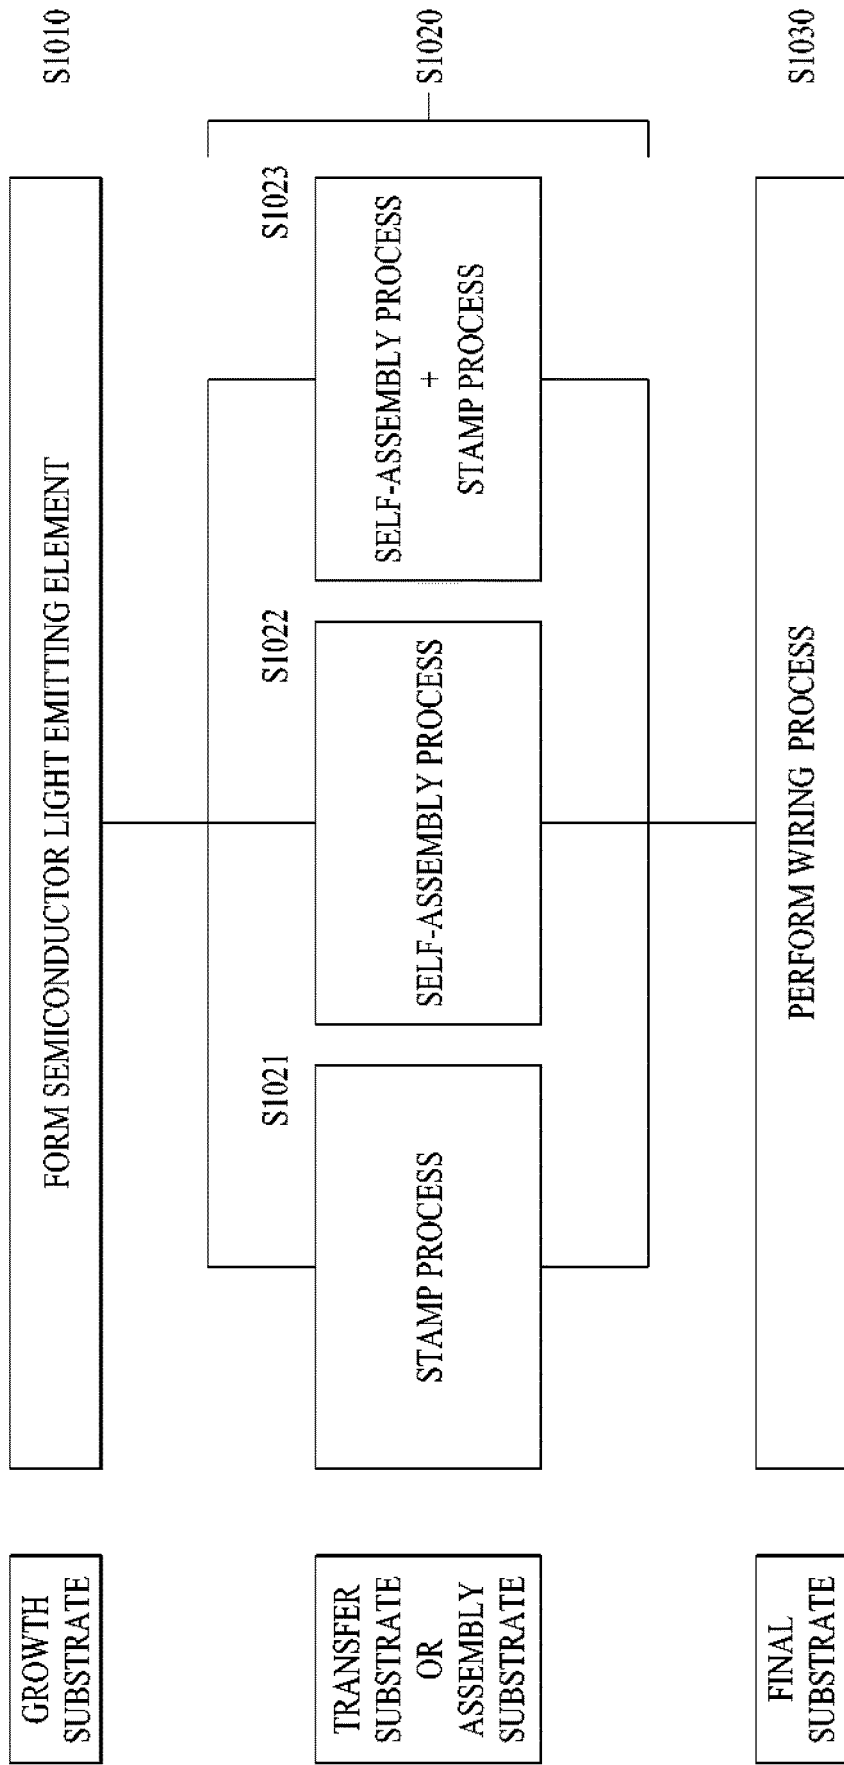 GROWTH
SUBSTRATE
FORM SEMICONDUCTOR LIGHT EMITTING ELEMENT
S1010
TRANSFER
SUBSTRATE
OR
ASSEMBLY
SUBSTRATE
S1021
STAMP PROCESS
S1022
SELF-ASSEMBLY PROCESS
S1023
SELF-ASSEMBLY PROCESS
+
STAMP PROCESS
S1020
FINAL
SUBSTRATE
PERFORM WIRING PROCESS
S1030